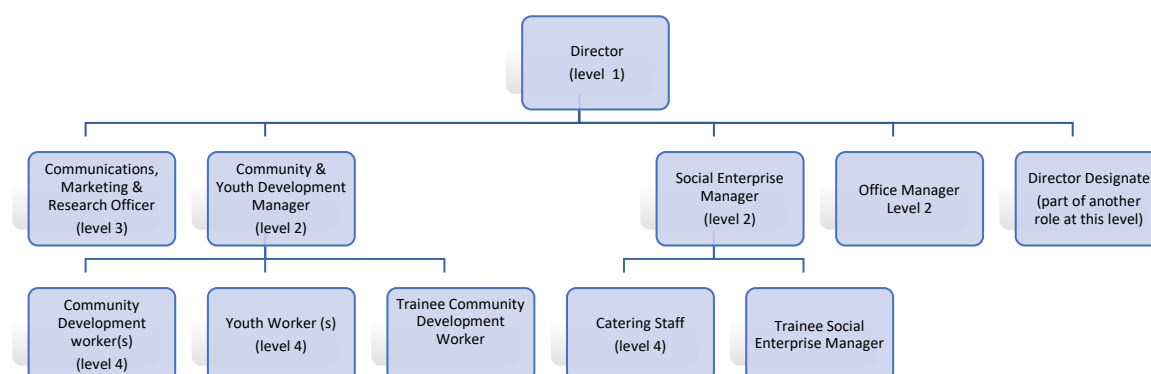 Director
(level 1)
Communications,
Marketing &
Research Officer
(level 3)
Community &
Youth Development
Manager
(level 2)
Social Enterprise
Manager
(level 2)
Office Manager
Level 2
Director Designate
(part of another
role at this level)
Community
Development
worker(s)
(level 4)
Youth Worker (s)
(level 4)
Trainee Community
Development
Worker
Catering Staff
(level 4)
Trainee Social
Enterprise Manager